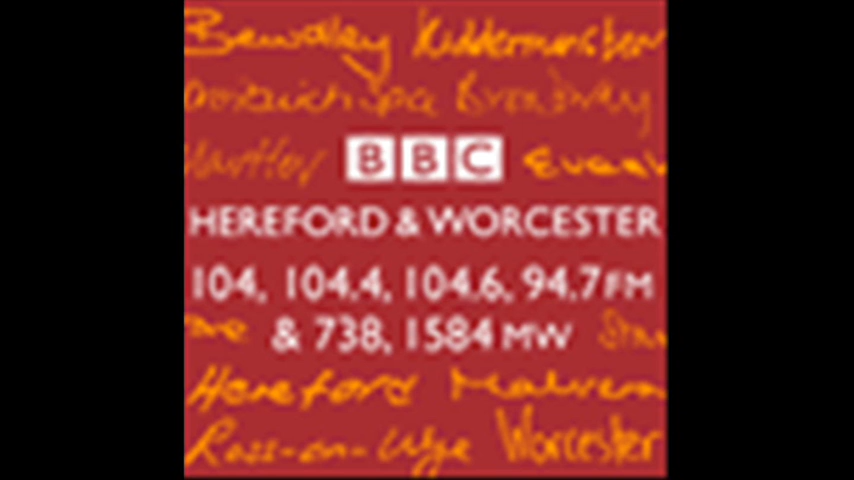 Bewdley Kidderminster
Droitwich Spa Broadway
Hartley BBC Evesh
HEREFORD & WORCESTER
104, 104.4, 104.6, 94.7 FM
& 738, 1584 MW
Hereford Malvern
Ross-on-Wye Worcester